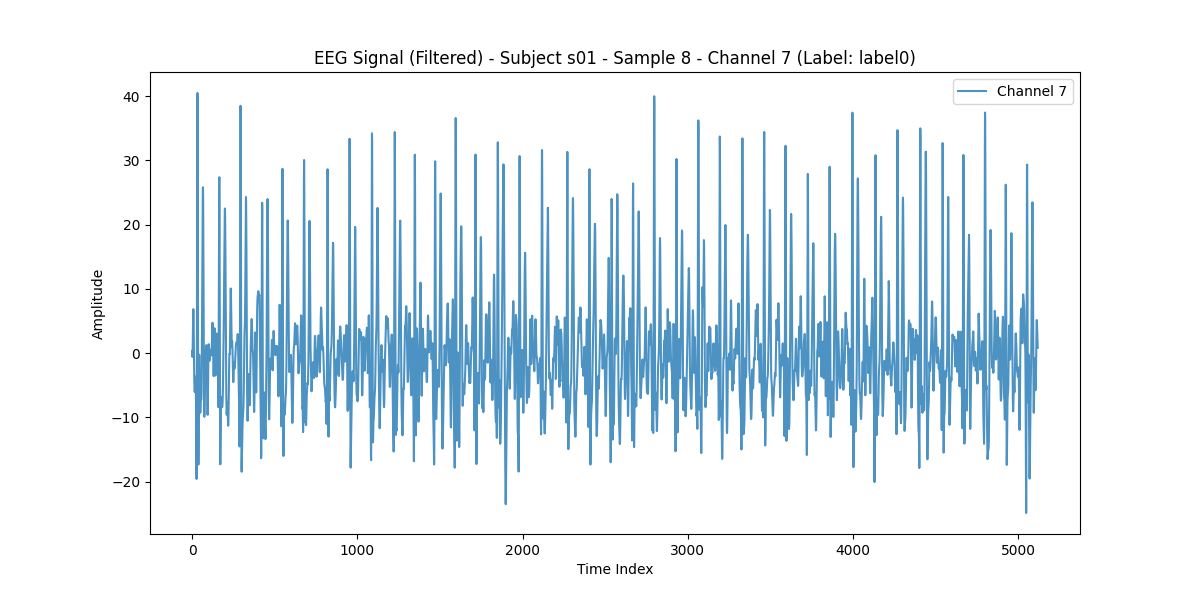 EEG Signal (Filtered) - Subject s01 - Sample 8 - Channel 7 (Label: label0)
Channel 7
40
30
20
10
0
−10
−20
Amplitude
0 1000 2000 3000 4000 5000
Time Index